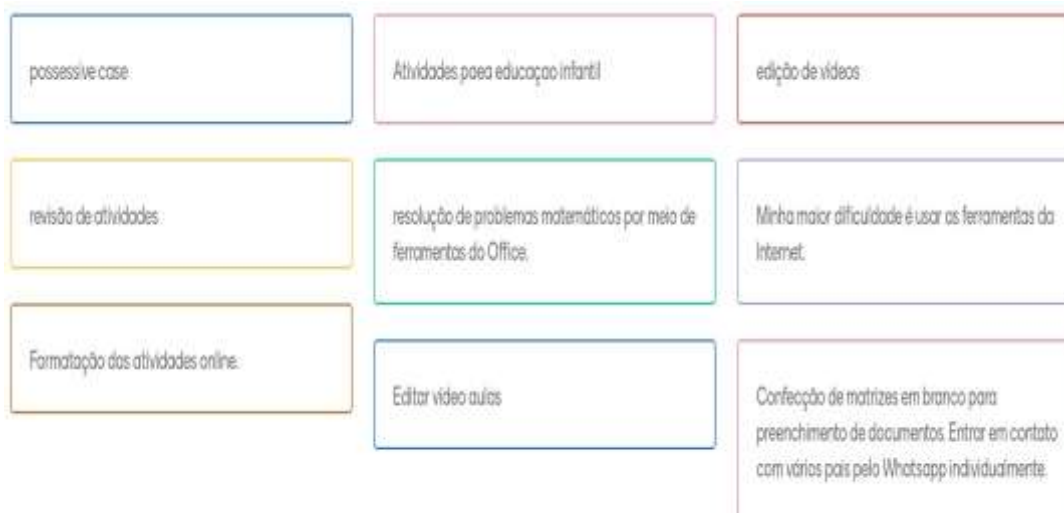 possessive case
Atividades paea educaçao infantil
edição de vídeos
revisão de atividades
resolução de problemas matemáticos por meio de
ferramentas do Office.
Minha maior dificuldade é usar as ferramentas da
Internet.
Formatação das atividades online.
Editar vídeo aulas
Confecção de matrizes em branco para
preenchimento de documentos. Entrar em contato
com vários pais pelo Whatsapp individualmente.